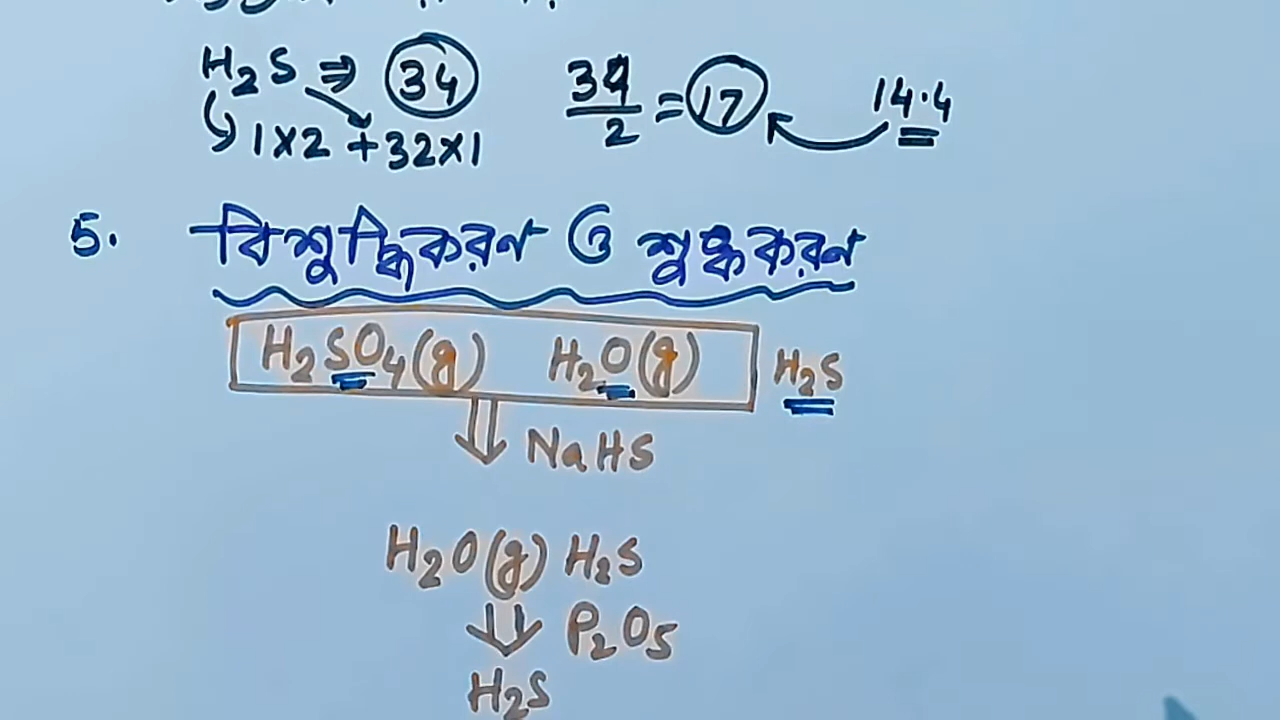 H2S ⇒ 34 34/2 = 17 14.4
1×2 + 32×1
5. বিশুদ্ধিকরণ ও শুষ্ককরণ
H2SO4(g) H2O(g) H2S
NaHS
H2O(g) H2S
P2O5
H2S